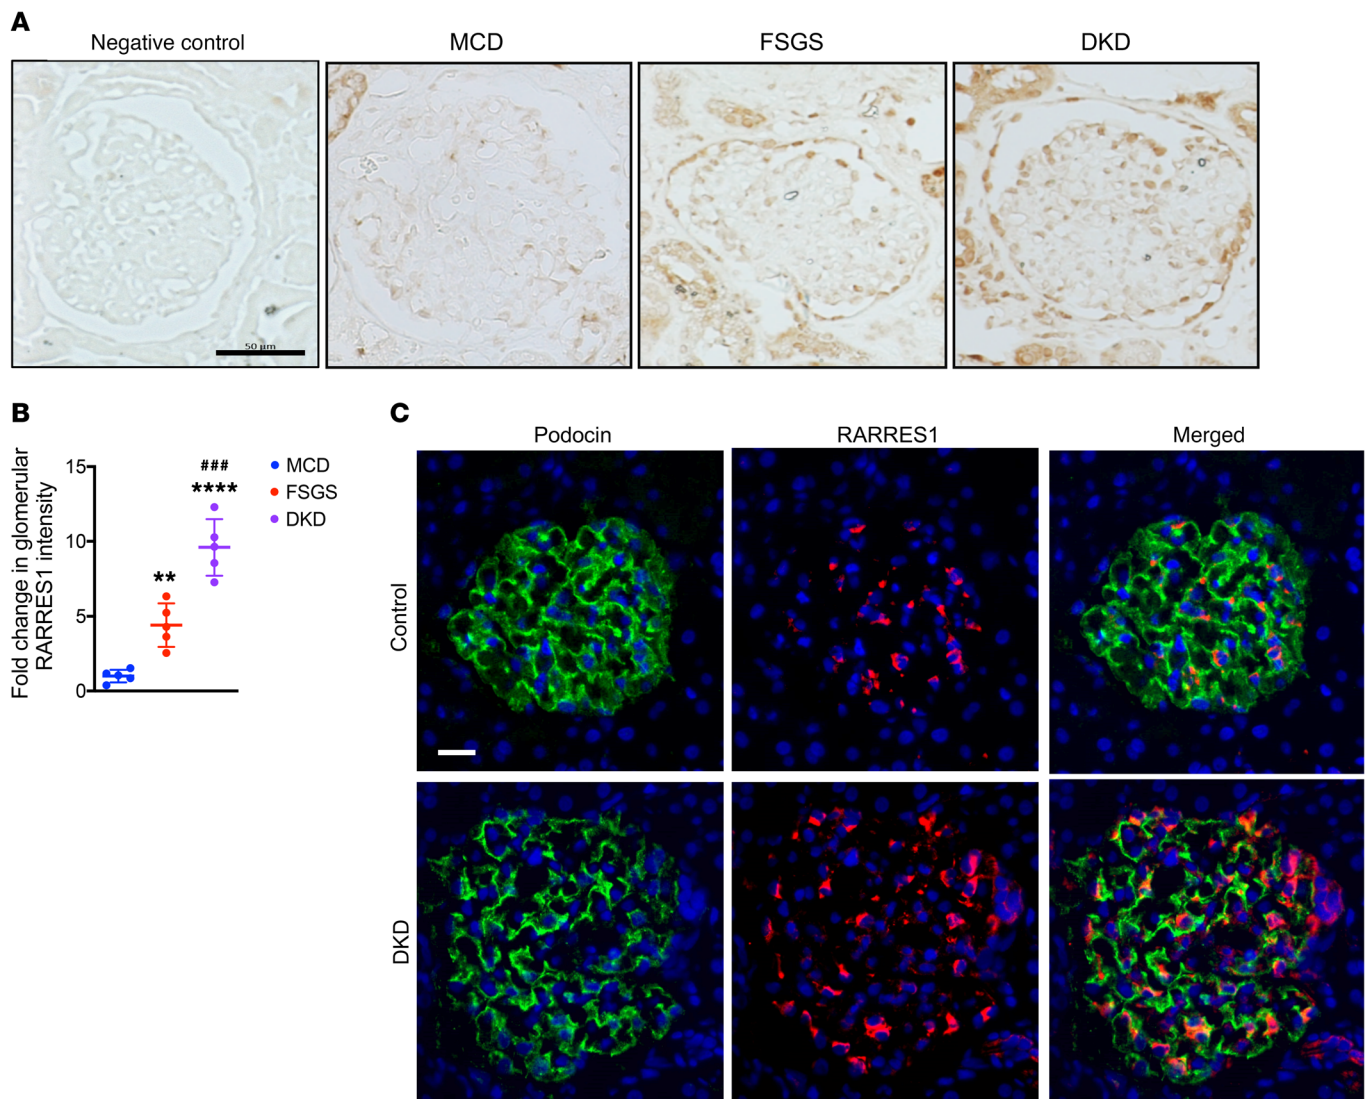 A
Negative control
MCD
FSGS
DKD
50 µm
B
Fold change in glomerular
RARRES1 intensity
15
10
5
0
**
###
****
MCD
FSGS
DKD
C
Podocin
RARRES1
Merged
Control
DKD